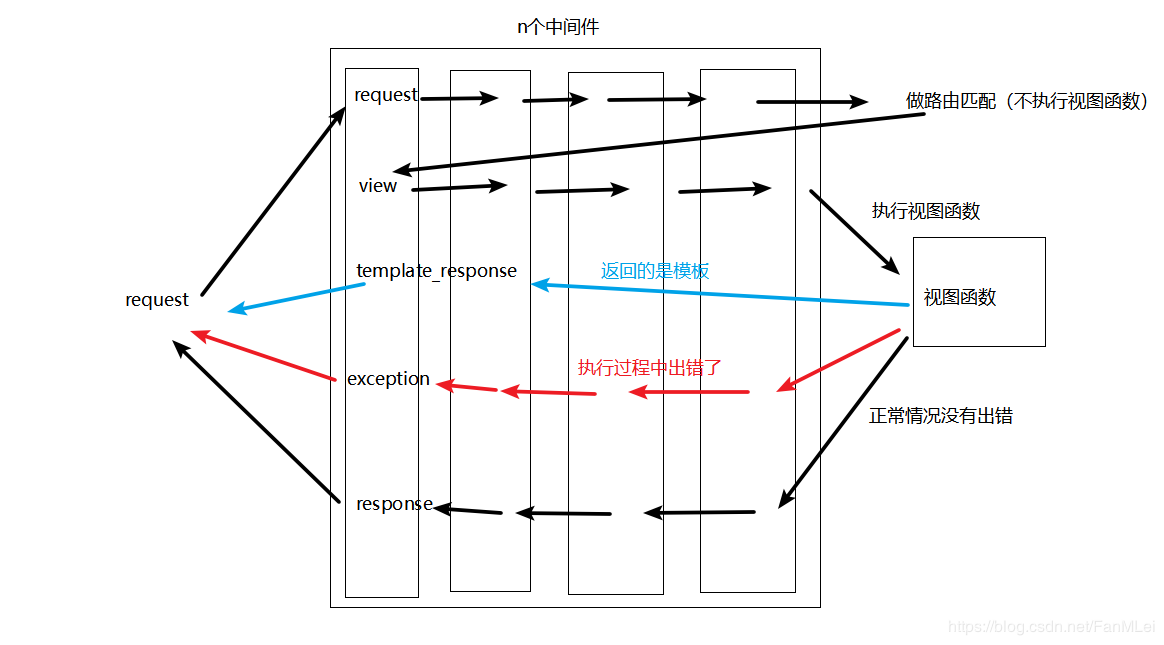 n个中间件
request
做路由匹配（不执行视图函数）
view
执行视图函数
template_response
返回的是模板
request
视图函数
exception
执行过程中出错了
正常情况没有出错
response
https://blog.csdn.net/FanMLei